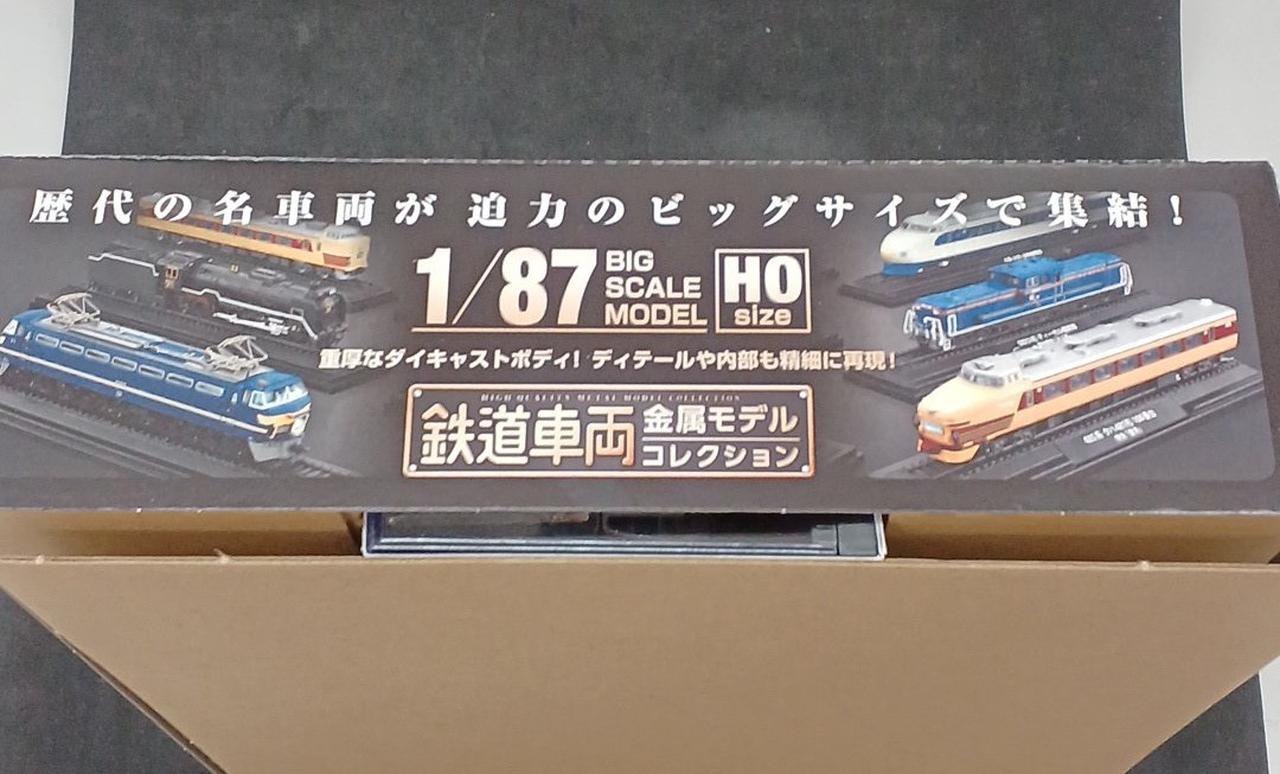 歴代の名車両が 迫力のビッグサイズで集結!
1/87 BIG SCALE MODEL HO size
重厚なダイキャストボディ! ディテールや内部も精細に再現!
HIGH QUALITY METAL MODEL COLLECTION
鉄道車両 金属モデル コレクション